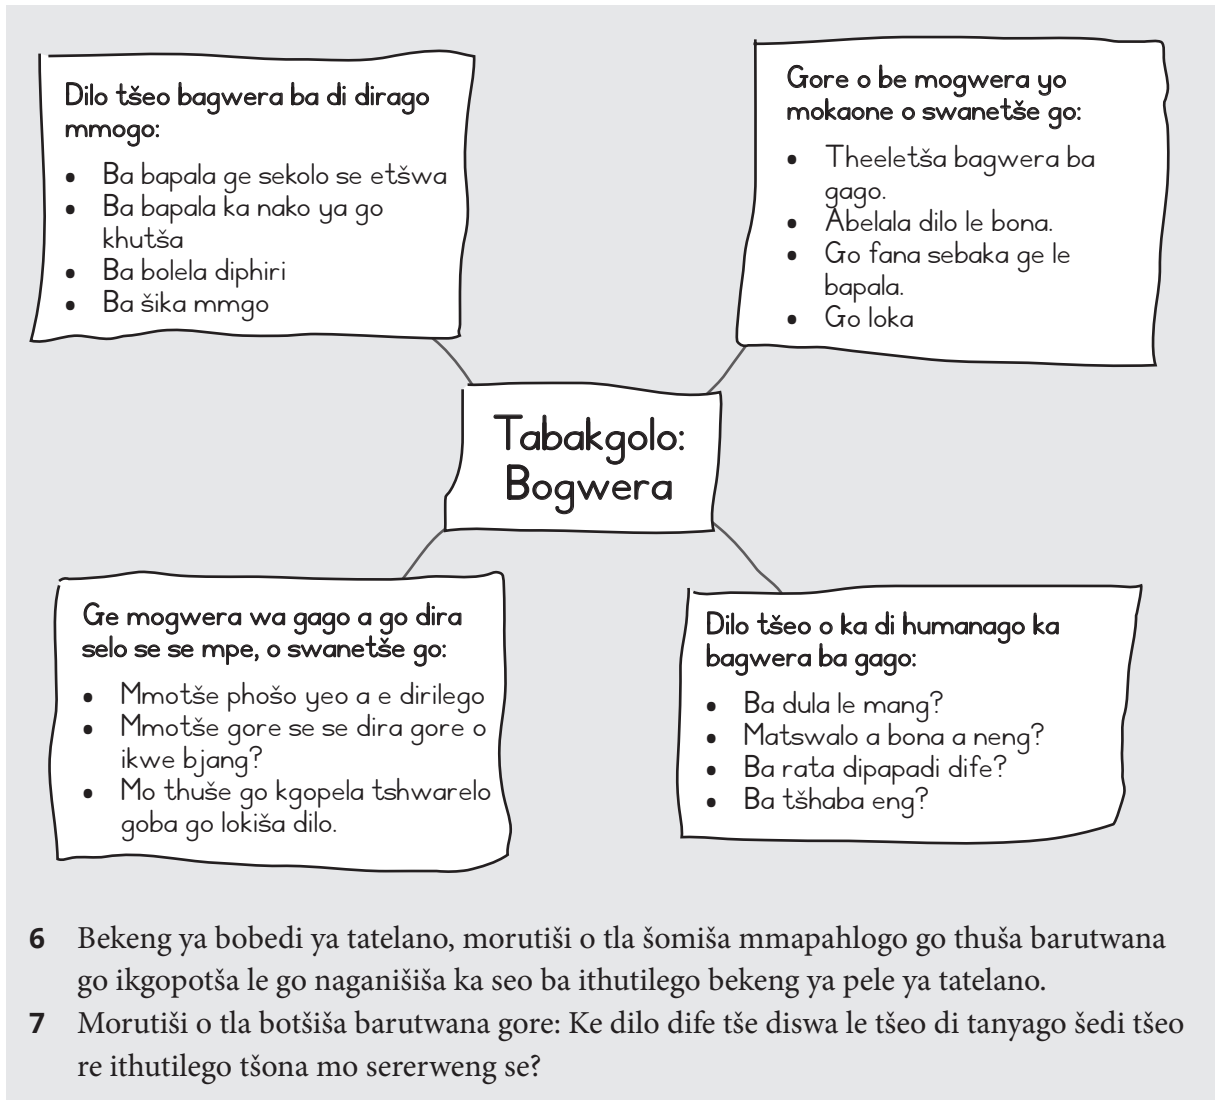 Dilo tšeo bagwera ba di dirago
mmogo:
• Ba bapala ge sekolo se etšwa
• Ba bapala ka nako ya go
khutša
• Ba bolela diphiri
• Ba šika mmgo
Gore o be mogwera yo
mokaone o swanetše go:
• Theeletša bagwera ba
gago.
• Abelala dilo le bona.
• Go fana sebaka ge le
bapala.
• Go loka
Tabakgolo:
Bogwera
Ge mogwera wa gago a go dira
selo se se mpe, o swanetše go:
• Mmotše phošo yeo a e dirilego
• Mmotše gore se se dira gore o
ikwe bjang?
• Mo thuše go kgopela tshwarelo
goba go lokiša dilo.
Dilo tšeo o ka di humanago ka
bagwera ba gago:
• Ba dula le mang?
• Matswalo a bona a neng?
• Ba rata dipapadi dife?
• Ba tšhaba eng?
6 Bekeng ya bobedi ya tatelano, morutiši o tla šomiša mmapahlogo go thuša barutwana
go ikgopotša le go naganišiša ka seo ba ithutilego bekeng ya pele ya tatelano.
7 Morutiši o tla botšiša barutwana gore: Ke dilo dife tše diswa le tšeo di tanyago šedi tšeo
re ithutilego tšona mo sererweng se?